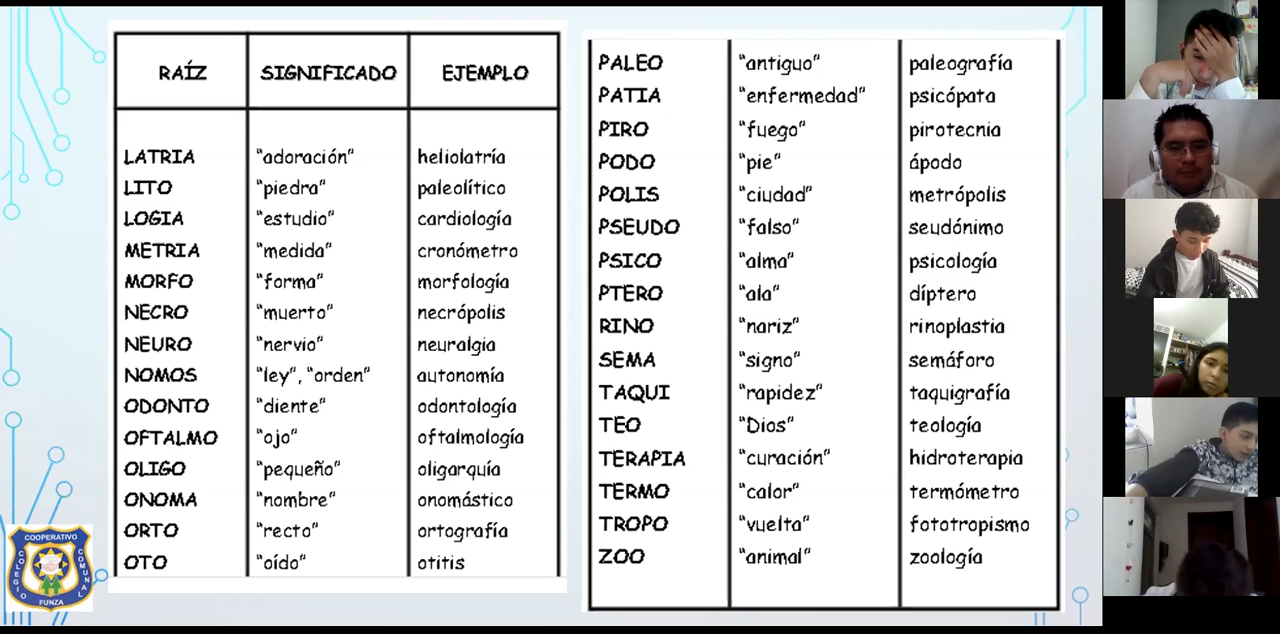 RAÍZ SIGNIFICADO EJEMPLO
LATRIA "adoración" heliolatría
LITO "piedra" paleolítico
LOGIA "estudio" cardiología
METRIA "medida" cronómetro
MORFO "forma" morfología
NECRO "muerto" necrópolis
NEURO "nervio" neuralgia
NOMOS "ley", "orden" autonomía
ODONTO "diente" odontología
OFTALMO "ojo" oftalmología
OLIGO "pequeño" oligarquía
ONOMA "nombre" onomástico
ORTO "recto" ortografía
OTO "oído" otitis
PALEO "antiguo" paleografía
PATIA "enfermedad" psicópata
PIRO "fuego" pirotecnia
PODO "pie" ápodo
POLIS "ciudad" metrópolis
PSEUDO "falso" seudónimo
PSICO "alma" psicología
PTERO "ala" díptero
RINO "nariz" rinoplastia
SEMA "signo" semáforo
TAQUI "rapidez" taquigrafía
TEO "Dios" teología
TERAPIA "curación" hidroterapia
TERMO "calor" termómetro
TROPO "vuelta" fototropismo
ZOO "animal" zoología
COOPERATIVO
COLEGIO
COMUNAL
FUNZA